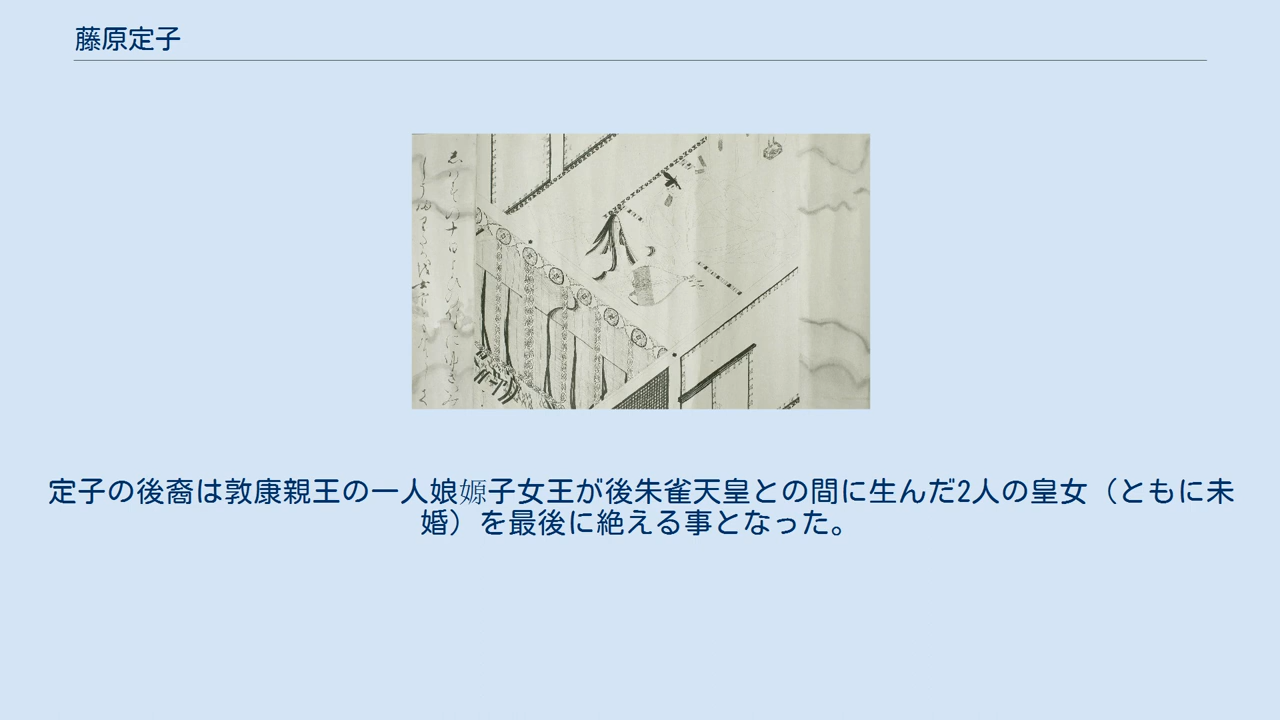 藤原定子
定子の後裔は敦康親王の一人娘嫄子女王が後朱雀天皇との間に生んだ2人の皇女（ともに未
婚）を最後に絶える事となった。